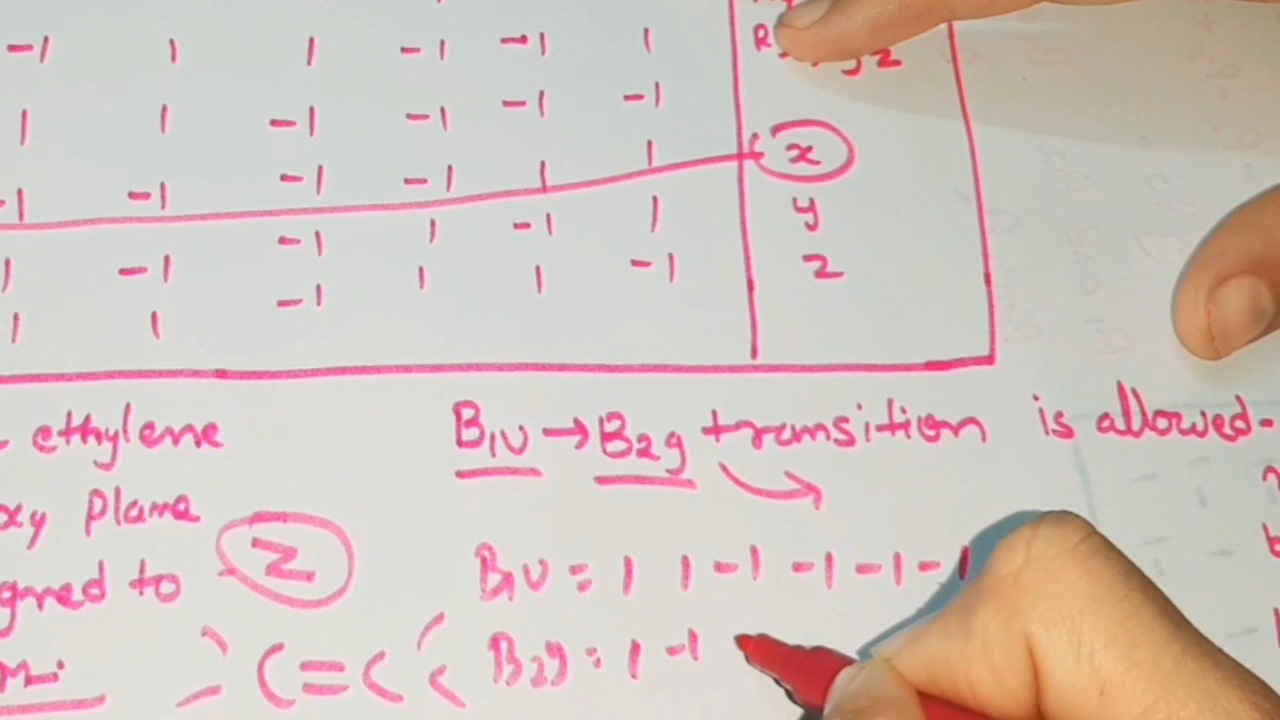 -1 1 1 -1 -1 1 R
1 1 -1 -1 -1 -1 x
-1 -1 -1 -1 1 1 y
1 -1 -1 1 -1 1 z
1 1 -1 1 1 -1
ethylene B1u → B2g transition is allowed-
xy plane
gned to z B1u = 1 1 -1 -1 -1 -1
C = C B2g = 1 -1